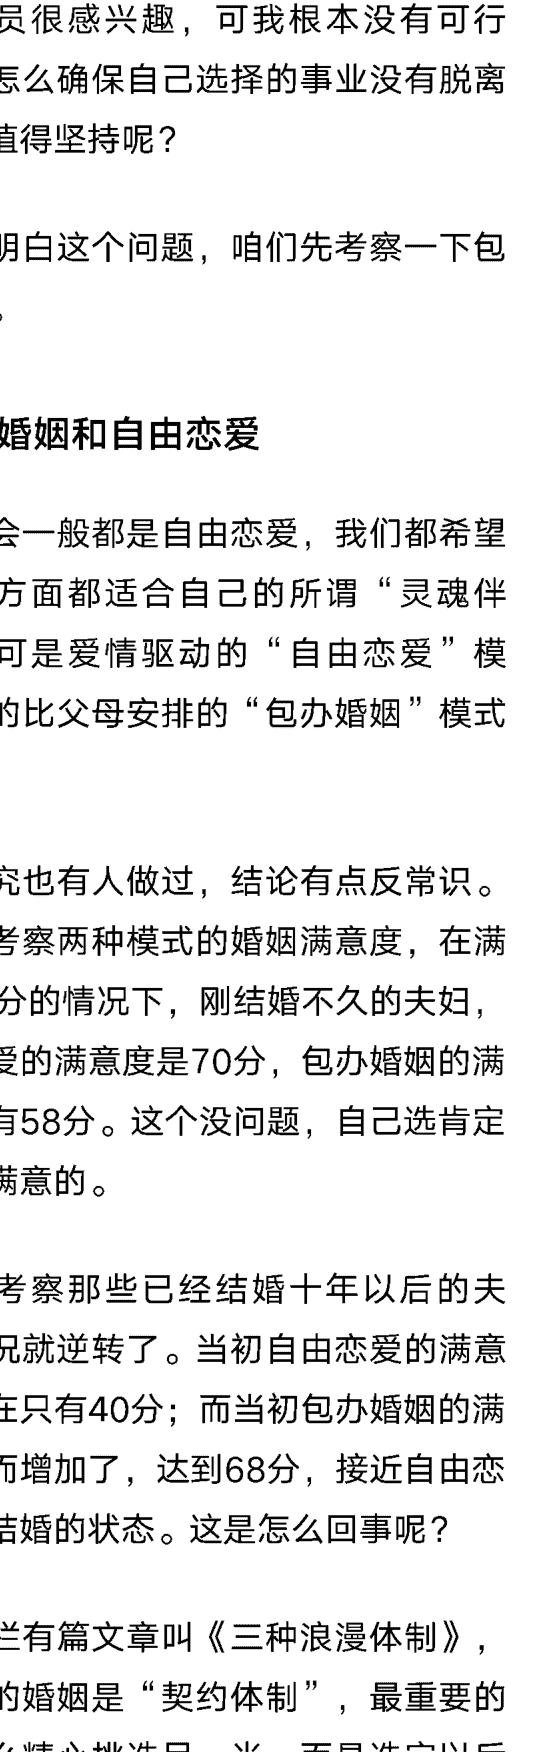 员很感兴趣，可我根本没有可行
怎么确保自己选择的事业没有脱离
值得坚持呢？
明白这个问题，咱们先考察一下包
。
婚姻和自由恋爱
会一般都是自由恋爱，我们都希望
方面都适合自己的所谓“灵魂伴
可是爱情驱动的“自由恋爱”模
的比父母安排的“包办婚姻”模式
究也有人做过，结论有点反常识。
考察两种模式的婚姻满意度，在满
分的情况下，刚结婚不久的夫妇，
爱的满意度是70分，包办婚姻的满
有58分。这个没问题，自己选肯定
满意的。
考察那些已经结婚十年以后的夫
况就逆转了。当初自由恋爱的满意
在只有40分；而当初包办婚姻的满
而增加了，达到68分，接近自由恋
结婚的状态。这是怎么回事呢？
栏有篇文章叫《三种浪漫体制》，
的婚姻是“契约体制”，最重要的